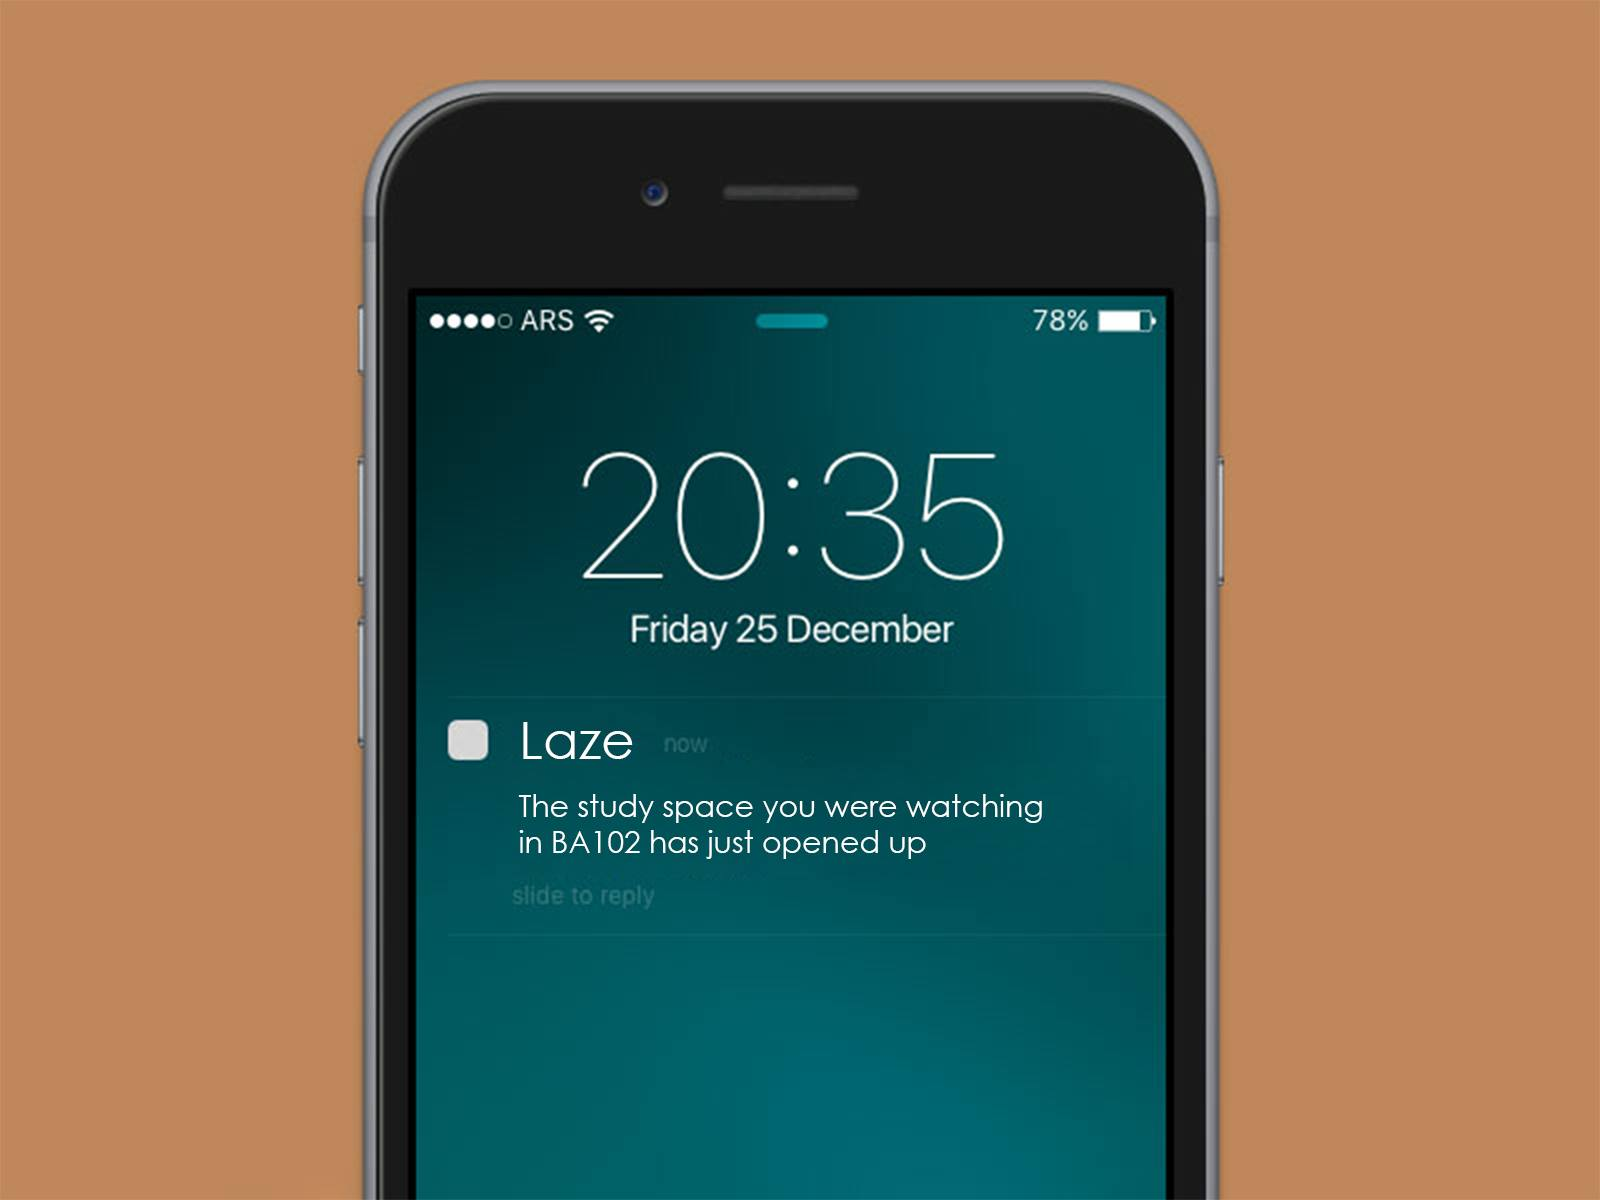 ARS 78%
20:35
Friday 25 December
Laze now
The study space you were watching
in BA102 has just opened up
slide to reply